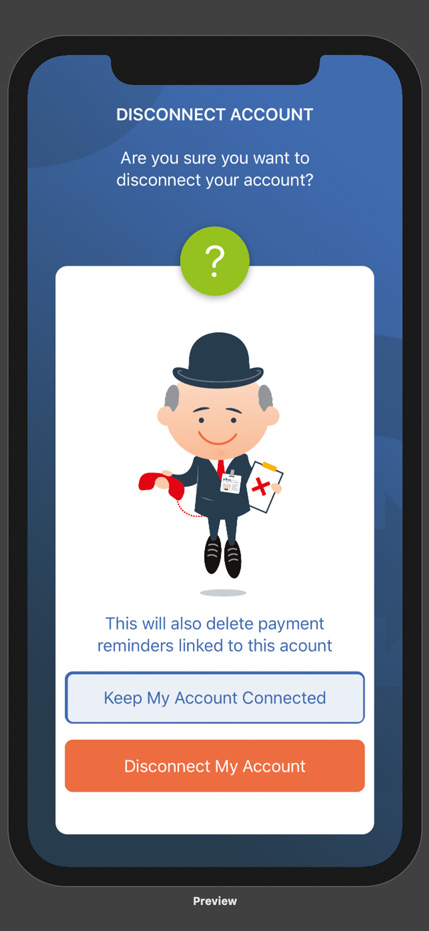 DISCONNECT ACCOUNT
Are you sure you want to
disconnect your account?
?
This will also delete payment
reminders linked to this acount
Keep My Account Connected
Disconnect My Account
Preview